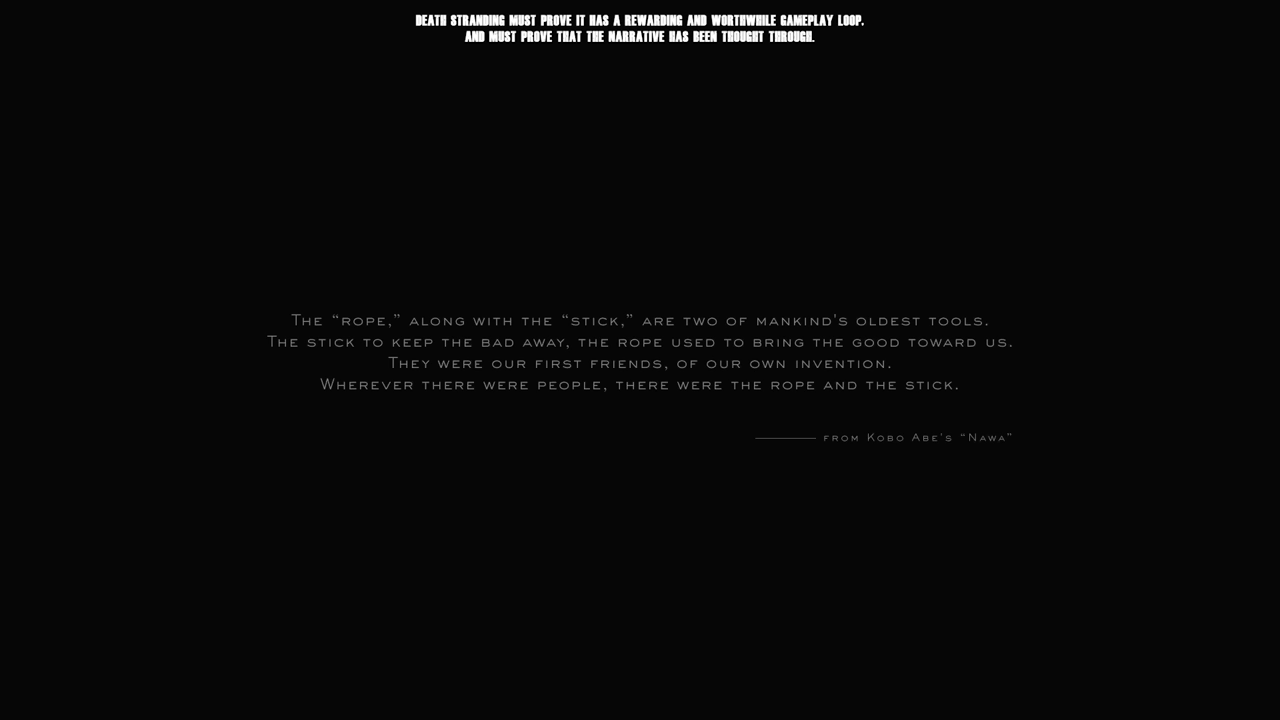 DEATH STRANDING MUST PROVE IT HAS A REWARDING AND WORTHWHILE GAMEPLAY LOOP.
AND MUST PROVE THAT THE NARRATIVE HAS BEEN THOUGHT THROUGH.
The “rope,” along with the “stick,” are two of mankind's oldest tools.
The stick to keep the bad away, the rope used to bring the good toward us.
They were our first friends, of our own invention.
Wherever there were people, there were the rope and the stick.
——— from Kobo Abe's “Nawa”